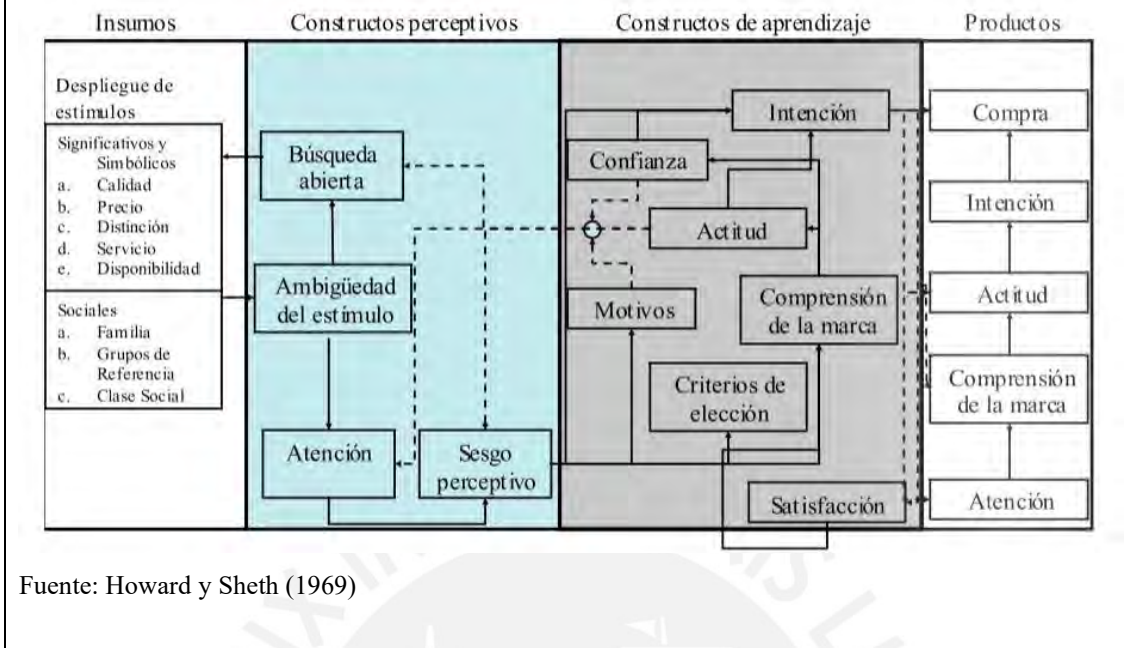 Insumos
Constructos perceptivos
Constructos de aprendizaje
Productos
Despliegue de
estímulos
Significativos y
Simbólicos
a. Calidad
b. Precio
c. Distinción
d. Servicio
e. Disponibilidad
Sociales
a. Familia
b. Grupos de
Referencia
c. Clase Social
Búsqueda
abierta
Ambigüedad
del estímulo
Atención
Sesgo
perceptivo
Intención
Confianza
Actitud
Motivos
Comprensión
de la marca
Criterios de
elección
Satisfacción
Compra
Intención
Actitud
Comprensión
de la marca
Atención
Fuente: Howard y Sheth (1969)